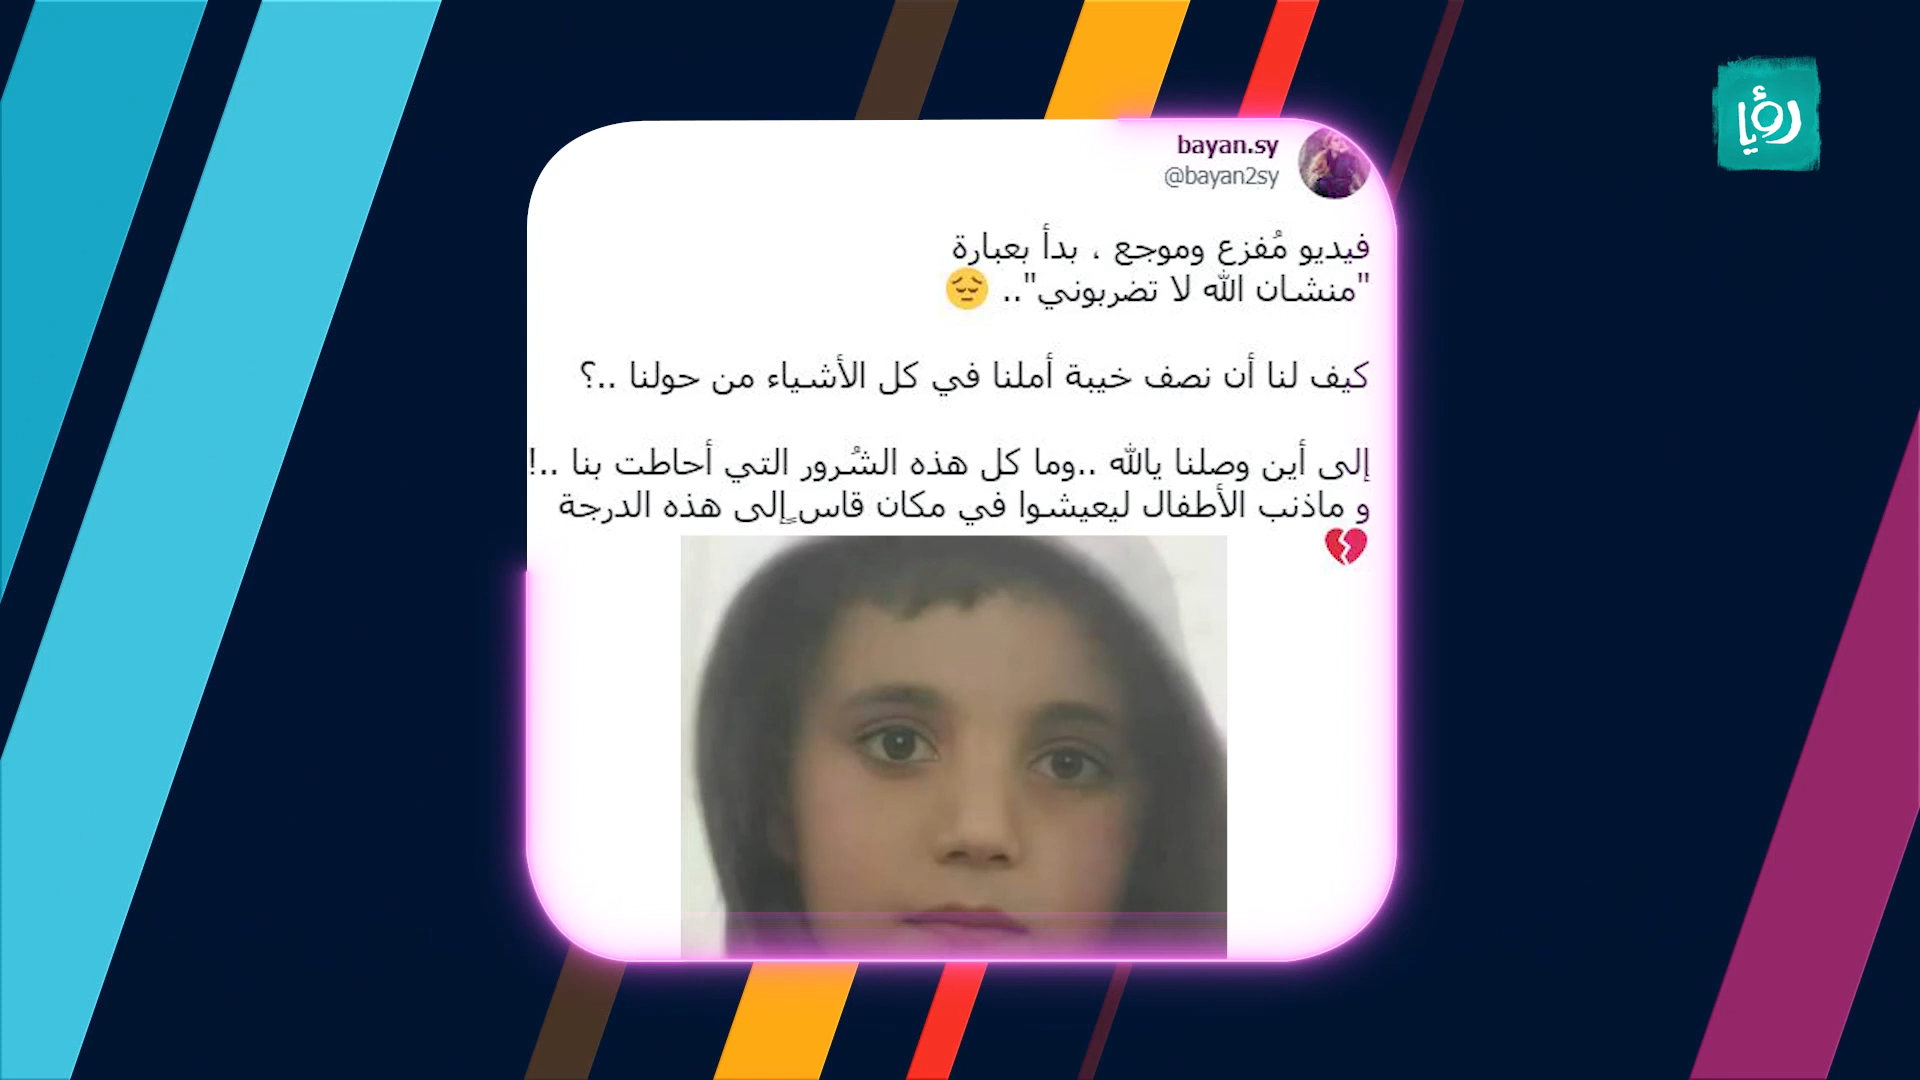 رؤيا
bayan.sy
@bayan2sy
فيديو مُفزع وموجع ، بدأ بعبارة
"منشان الله لا تضربوني".. 😔
كيف لنا أن نصف خيبة أملنا في كل الأشياء من حولنا ..؟
إلى أين وصلنا يالله ..وما كل هذه الشُرور التي أحاطت بنا ..!
و ماذنب الأطفال ليعيشوا في مكان قاسٍ إلى هذه الدرجة
💔